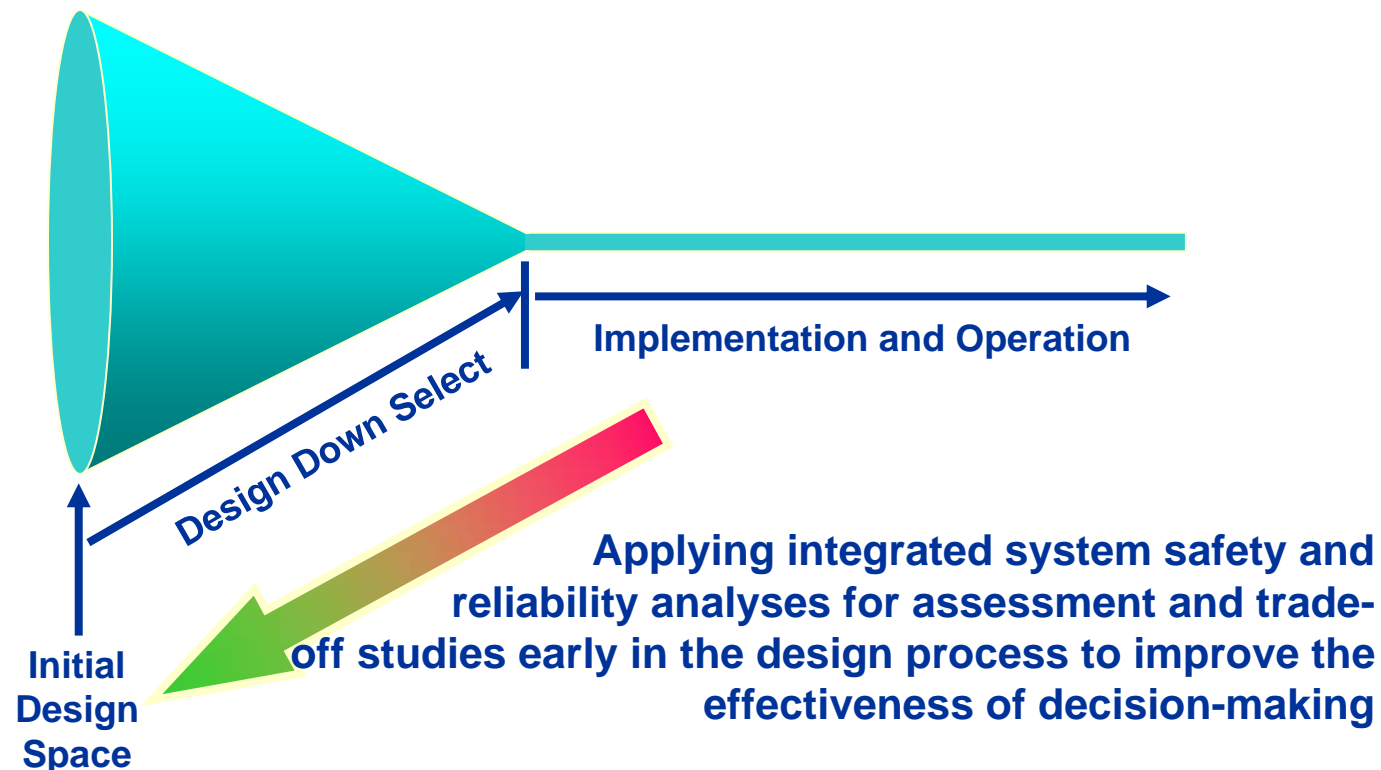 Implementation and Operation
Design Down Select
Applying integrated system safety and
reliability analyses for assessment and trade-
off studies early in the design process to improve the
effectiveness of decision-making
Initial
Design
Space